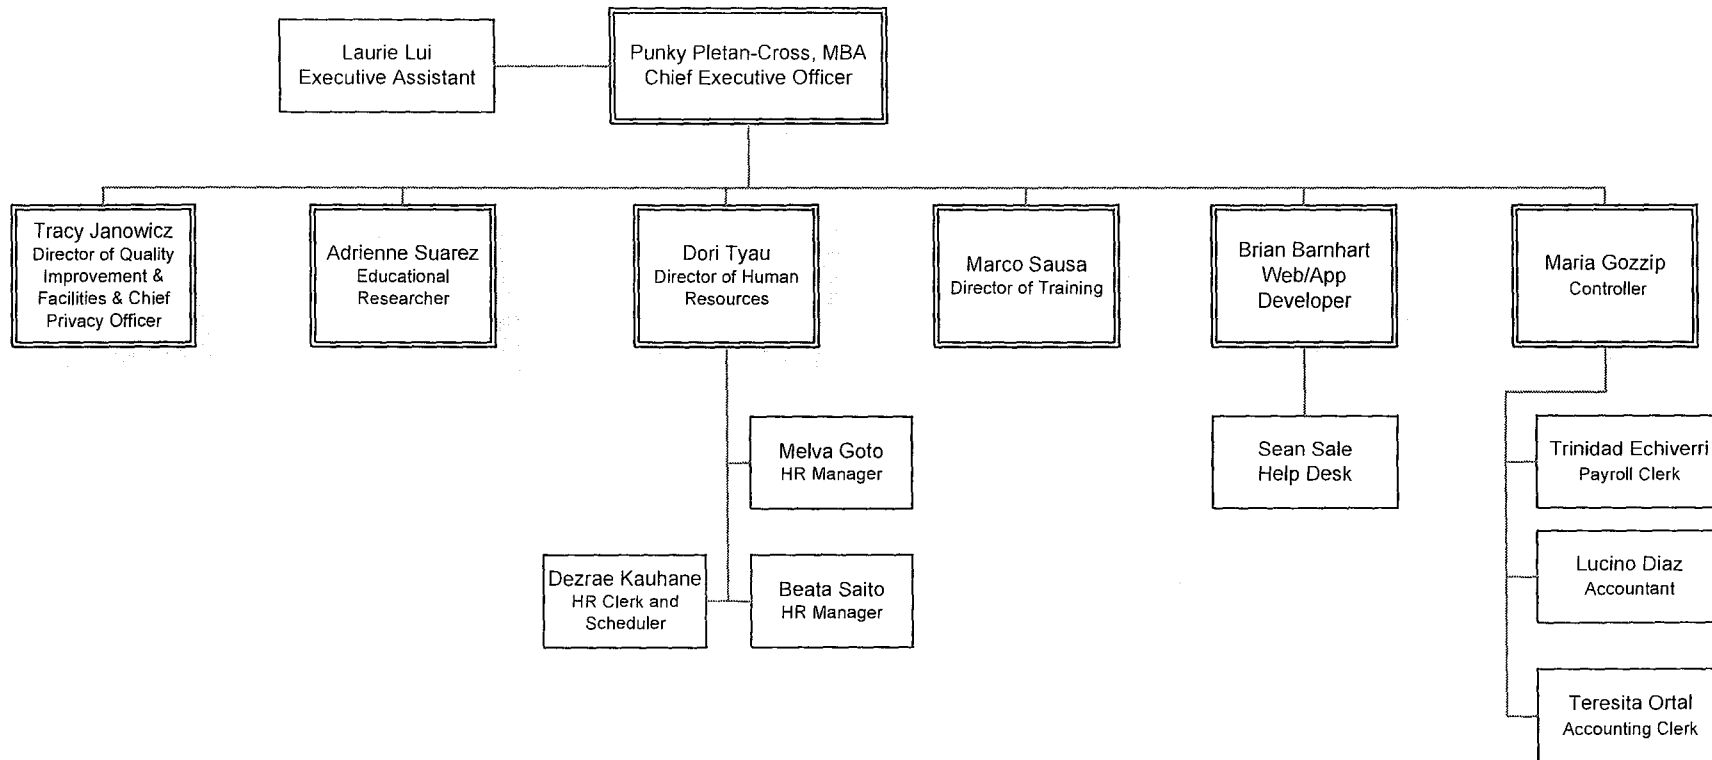 Laurie Lui
Executive Assistant
Punky Pletan-Cross, MBA
Chief Executive Officer
Tracy Janowicz
Director of Quality
Improvement &
Facilities & Chief
Privacy Officer
Adrienne Suarez
Educational
Researcher
Dori Tyau
Director of Human
Resources
Marco Sausa
Director of Training
Brian Barnhart
Web/App
Developer
Maria Gozzip
Controller
Melva Goto
HR Manager
Dezrae Kauhane
HR Clerk and
Scheduler
Beata Saito
HR Manager
Sean Sale
Help Desk
Trinidad Echiverri
Payroll Clerk
Lucino Diaz
Accountant
Teresita Ortal
Accounting Clerk